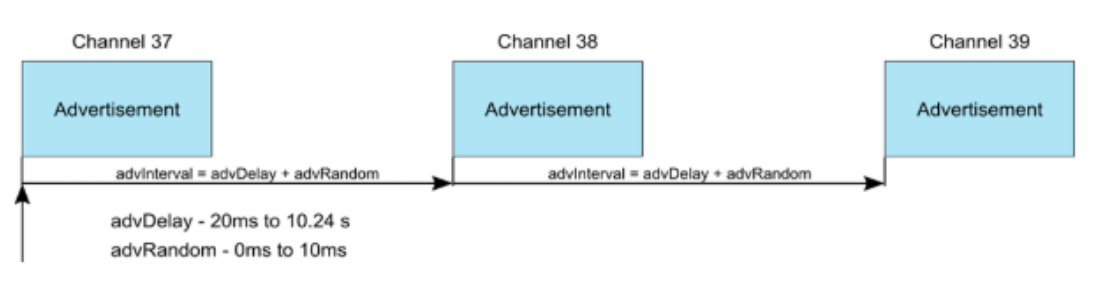 Channel 37
Channel 38
Channel 39
Advertisement
Advertisement
Advertisement
advInterval = advDelay + advRandom
advInterval = advDelay + advRandom
advDelay - 20ms to 10.24 s
advRandom - 0ms to 10ms